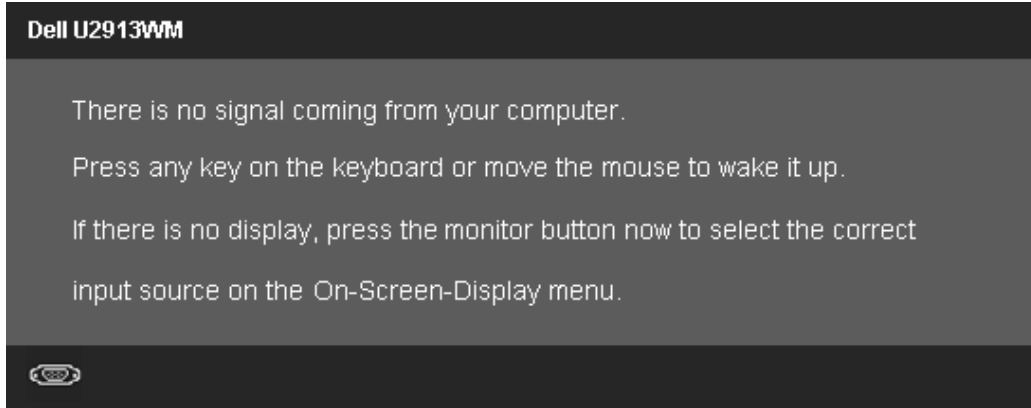 Dell U2913WM
There is no signal coming from your computer.
Press any key on the keyboard or move the mouse to wake it up.
If there is no display, press the monitor button now to select the correct
input source on the On-Screen-Display menu.